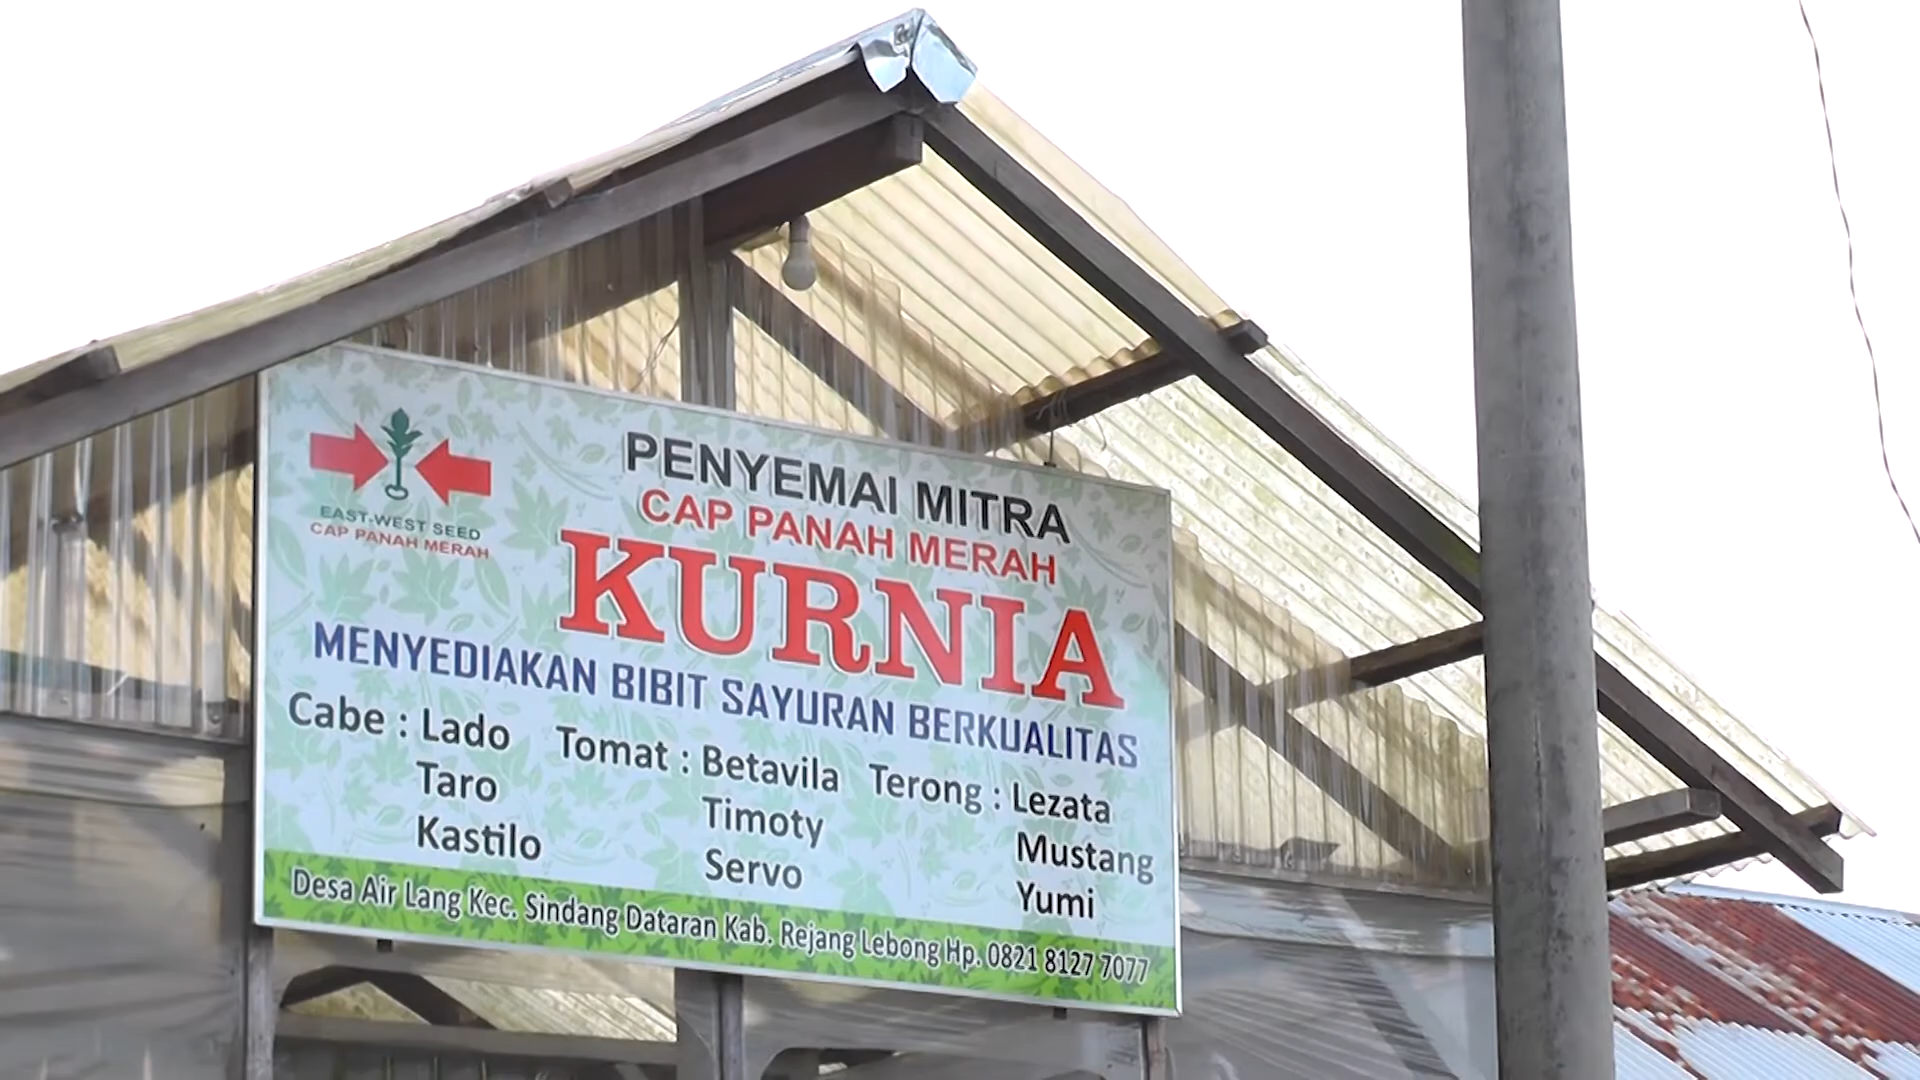 EAST-WEST SEED
CAP PANAH MERAH
PENYEMAI MITRA
CAP PANAH MERAH
KURNIA
MENYEDIAKAN BIBIT SAYURAN BERKUALITAS
Cabe : Lado
Taro
Kastilo
Tomat : Betavila
Timoty
Servo
Terong : Lezata
Mustang
Yumi
Desa Air Lang Kec. Sindang Dataran Kab. Rejang Lebong Hp. 0821 8127 7077